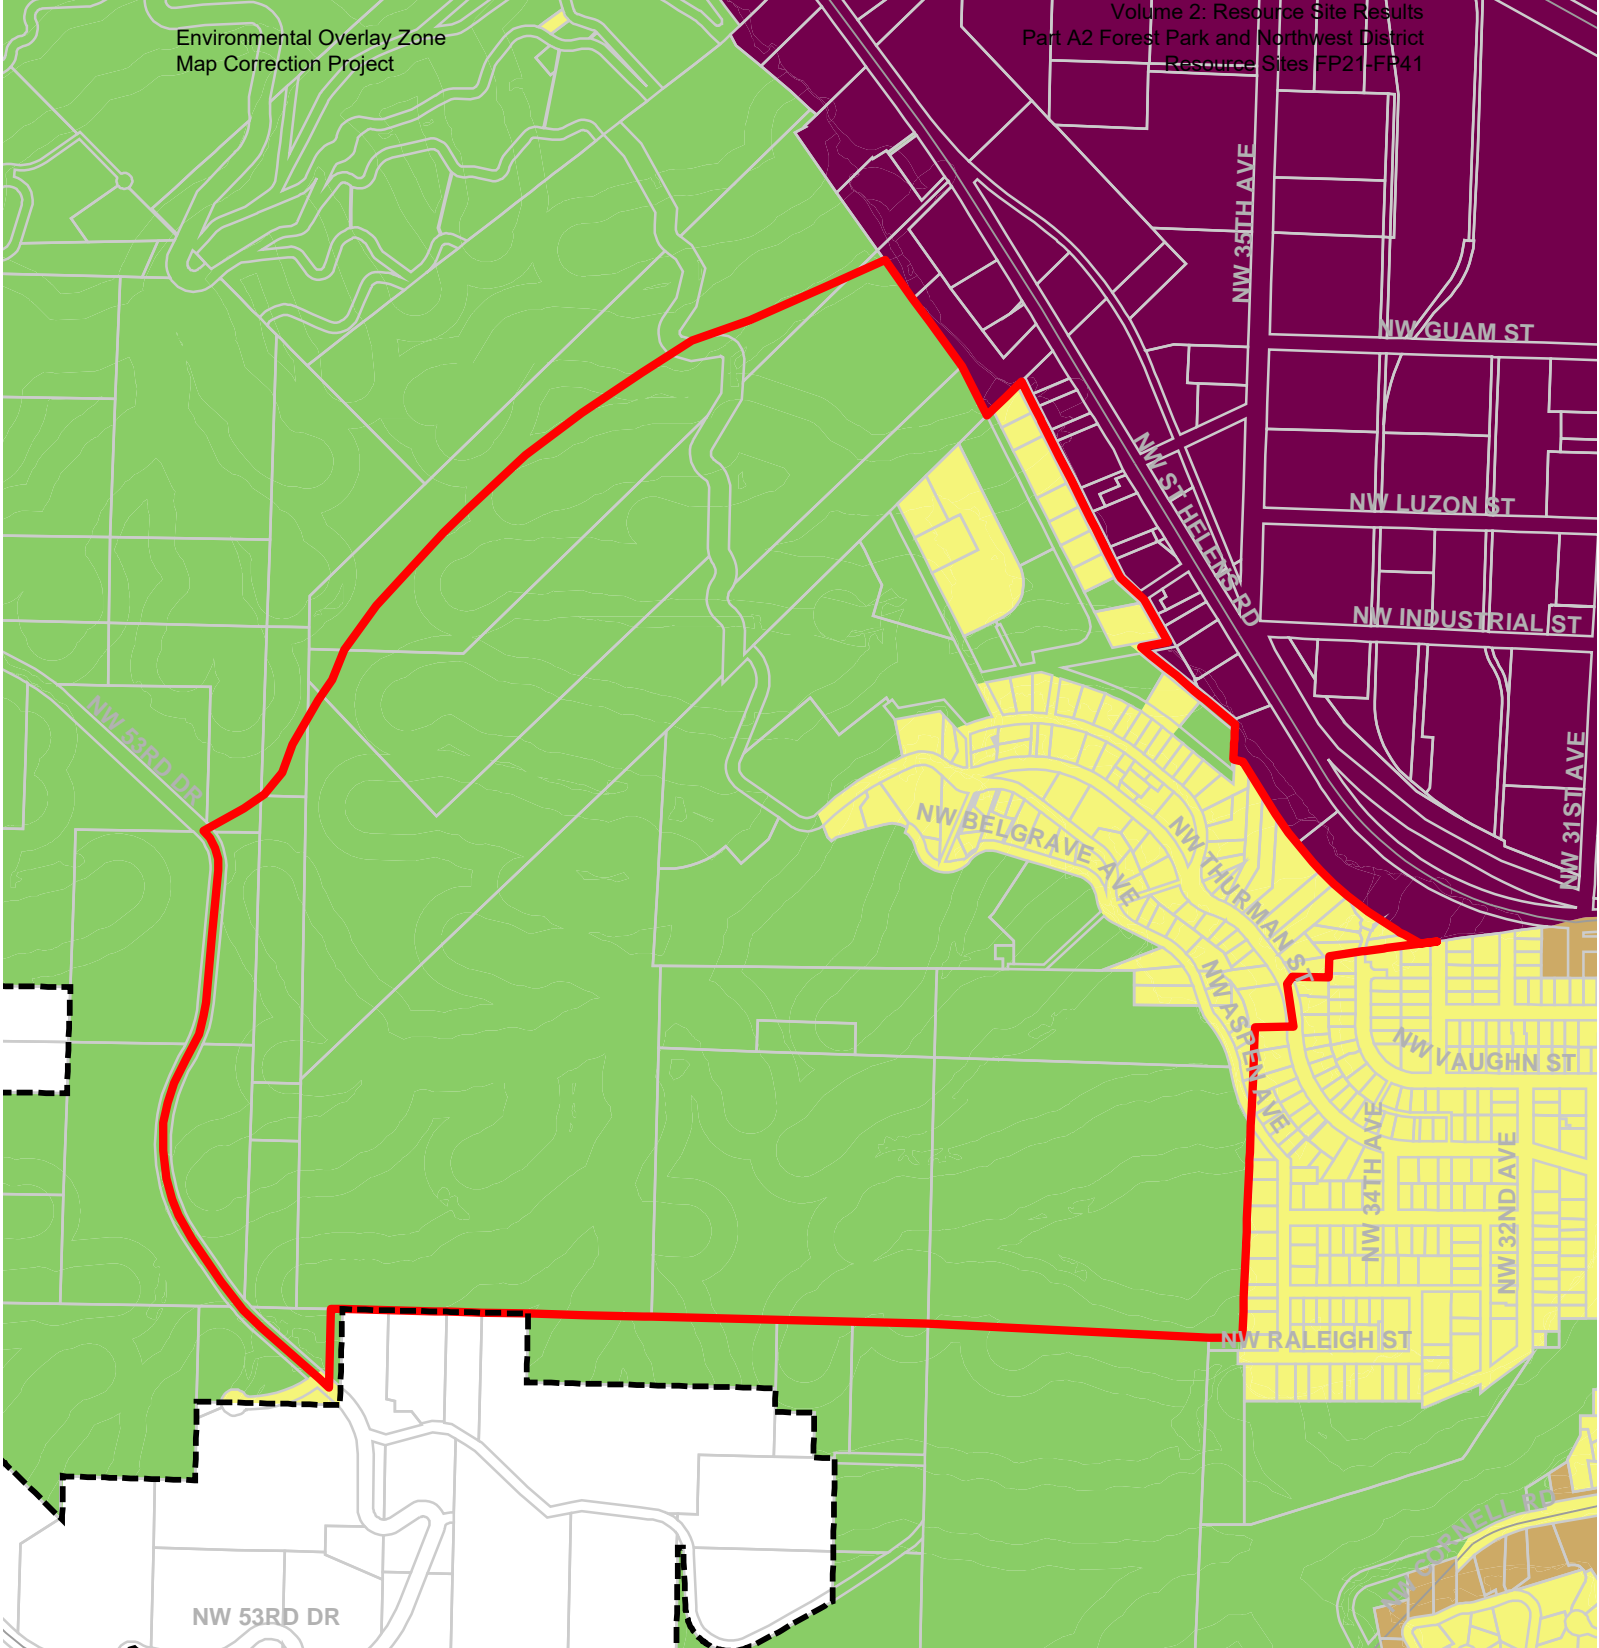 Environmental Overlay Zone
Map Correction Project
Volume 2: Resource Site Results
Part A2 Forest Park and Northwest District
Resource Sites FP21-FP41
NW 35TH AVE
NW GUAM ST
NW ST HELENS RD
NW LUZON ST
NW INDUSTRIAL ST
NW 53RD DR
NW 31ST AVE
NW BELGRAVE AVE
NW THURMAN ST
NW ASPEN AVE
NW VAUGHN ST
NW 34TH AVE
NW 32ND AVE
NW RALEIGH ST
NW CORNELL RD
NW 53RD DR